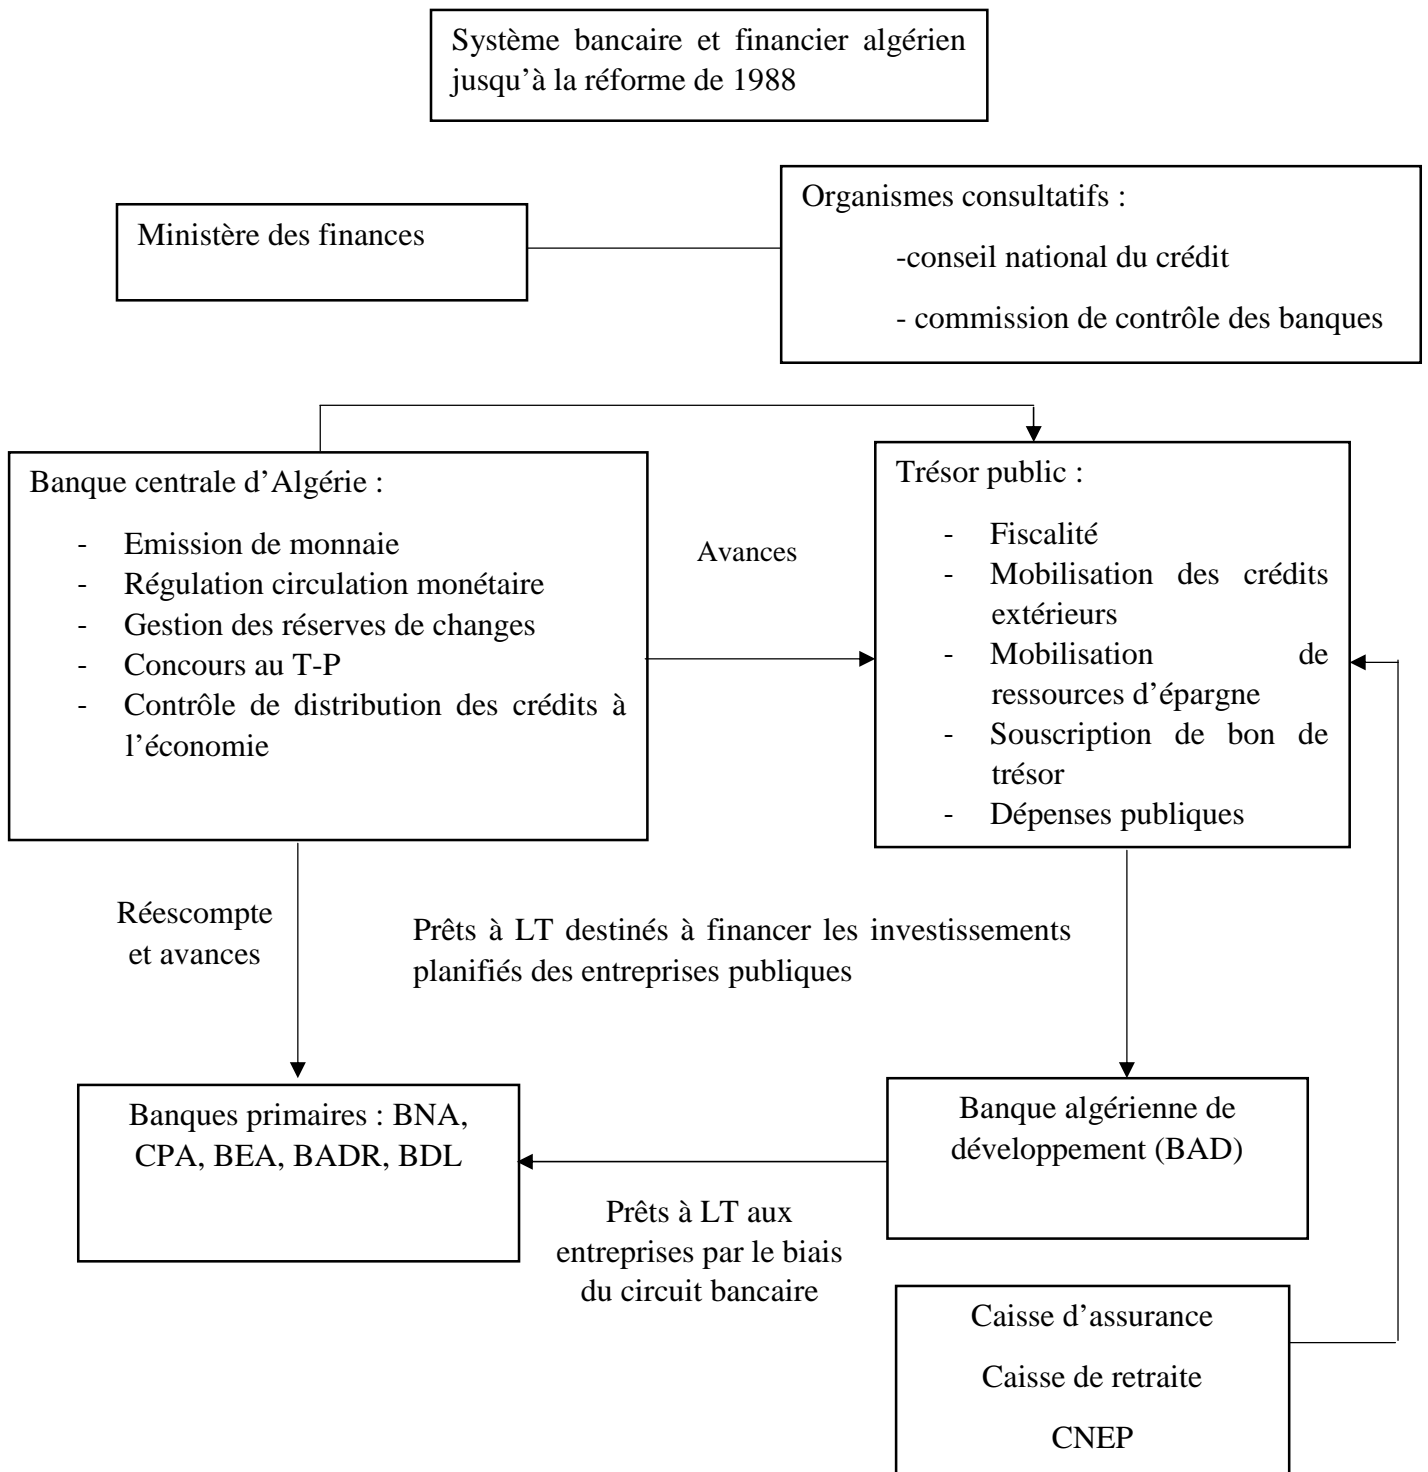 Système bancaire et financier algérien
jusqu’à la réforme de 1988
Ministère des finances
Organismes consultatifs :
-conseil national du crédit
- commission de contrôle des banques
Banque centrale d’Algérie :
- Emission de monnaie
- Régulation circulation monétaire
- Gestion des réserves de changes
- Concours au T-P
- Contrôle de distribution des crédits à
l’économie
Avances
Trésor public :
- Fiscalité
- Mobilisation des crédits
extérieurs
- Mobilisation de
ressources d’épargne
- Souscription de bon de
trésor
- Dépenses publiques
Réescompte
et avances
Prêts à LT destinés à financer les investissements
planifiés des entreprises publiques
Banques primaires : BNA,
CPA, BEA, BADR, BDL
Banque algérienne de
développement (BAD)
Prêts à LT aux
entreprises par le biais
du circuit bancaire
Caisse d’assurance
Caisse de retraite
CNEP